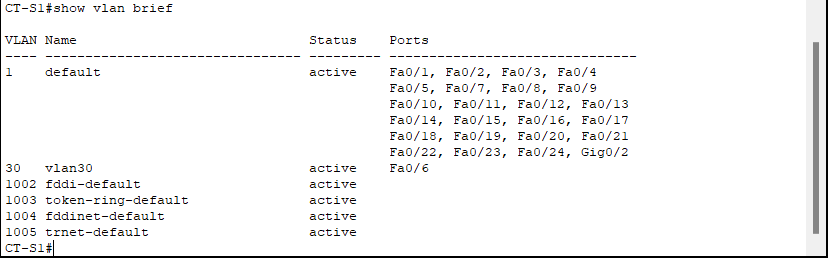 CT-S1#show vlan brief
VLAN Name                             Status    Ports
---- -------------------------------- --------- -------------------------------
1    default                          active    Fa0/1, Fa0/2, Fa0/3, Fa0/4
                                                Fa0/5, Fa0/7, Fa0/8, Fa0/9
                                                Fa0/10, Fa0/11, Fa0/12, Fa0/13
                                                Fa0/14, Fa0/15, Fa0/16, Fa0/17
                                                Fa0/18, Fa0/19, Fa0/20, Fa0/21
                                                Fa0/22, Fa0/23, Fa0/24, Gig0/2
30   vlan30                           active    Fa0/6
1002 fddi-default                     active
1003 token-ring-default               active
1004 fddinet-default                  active
1005 trnet-default                    active
CT-S1#